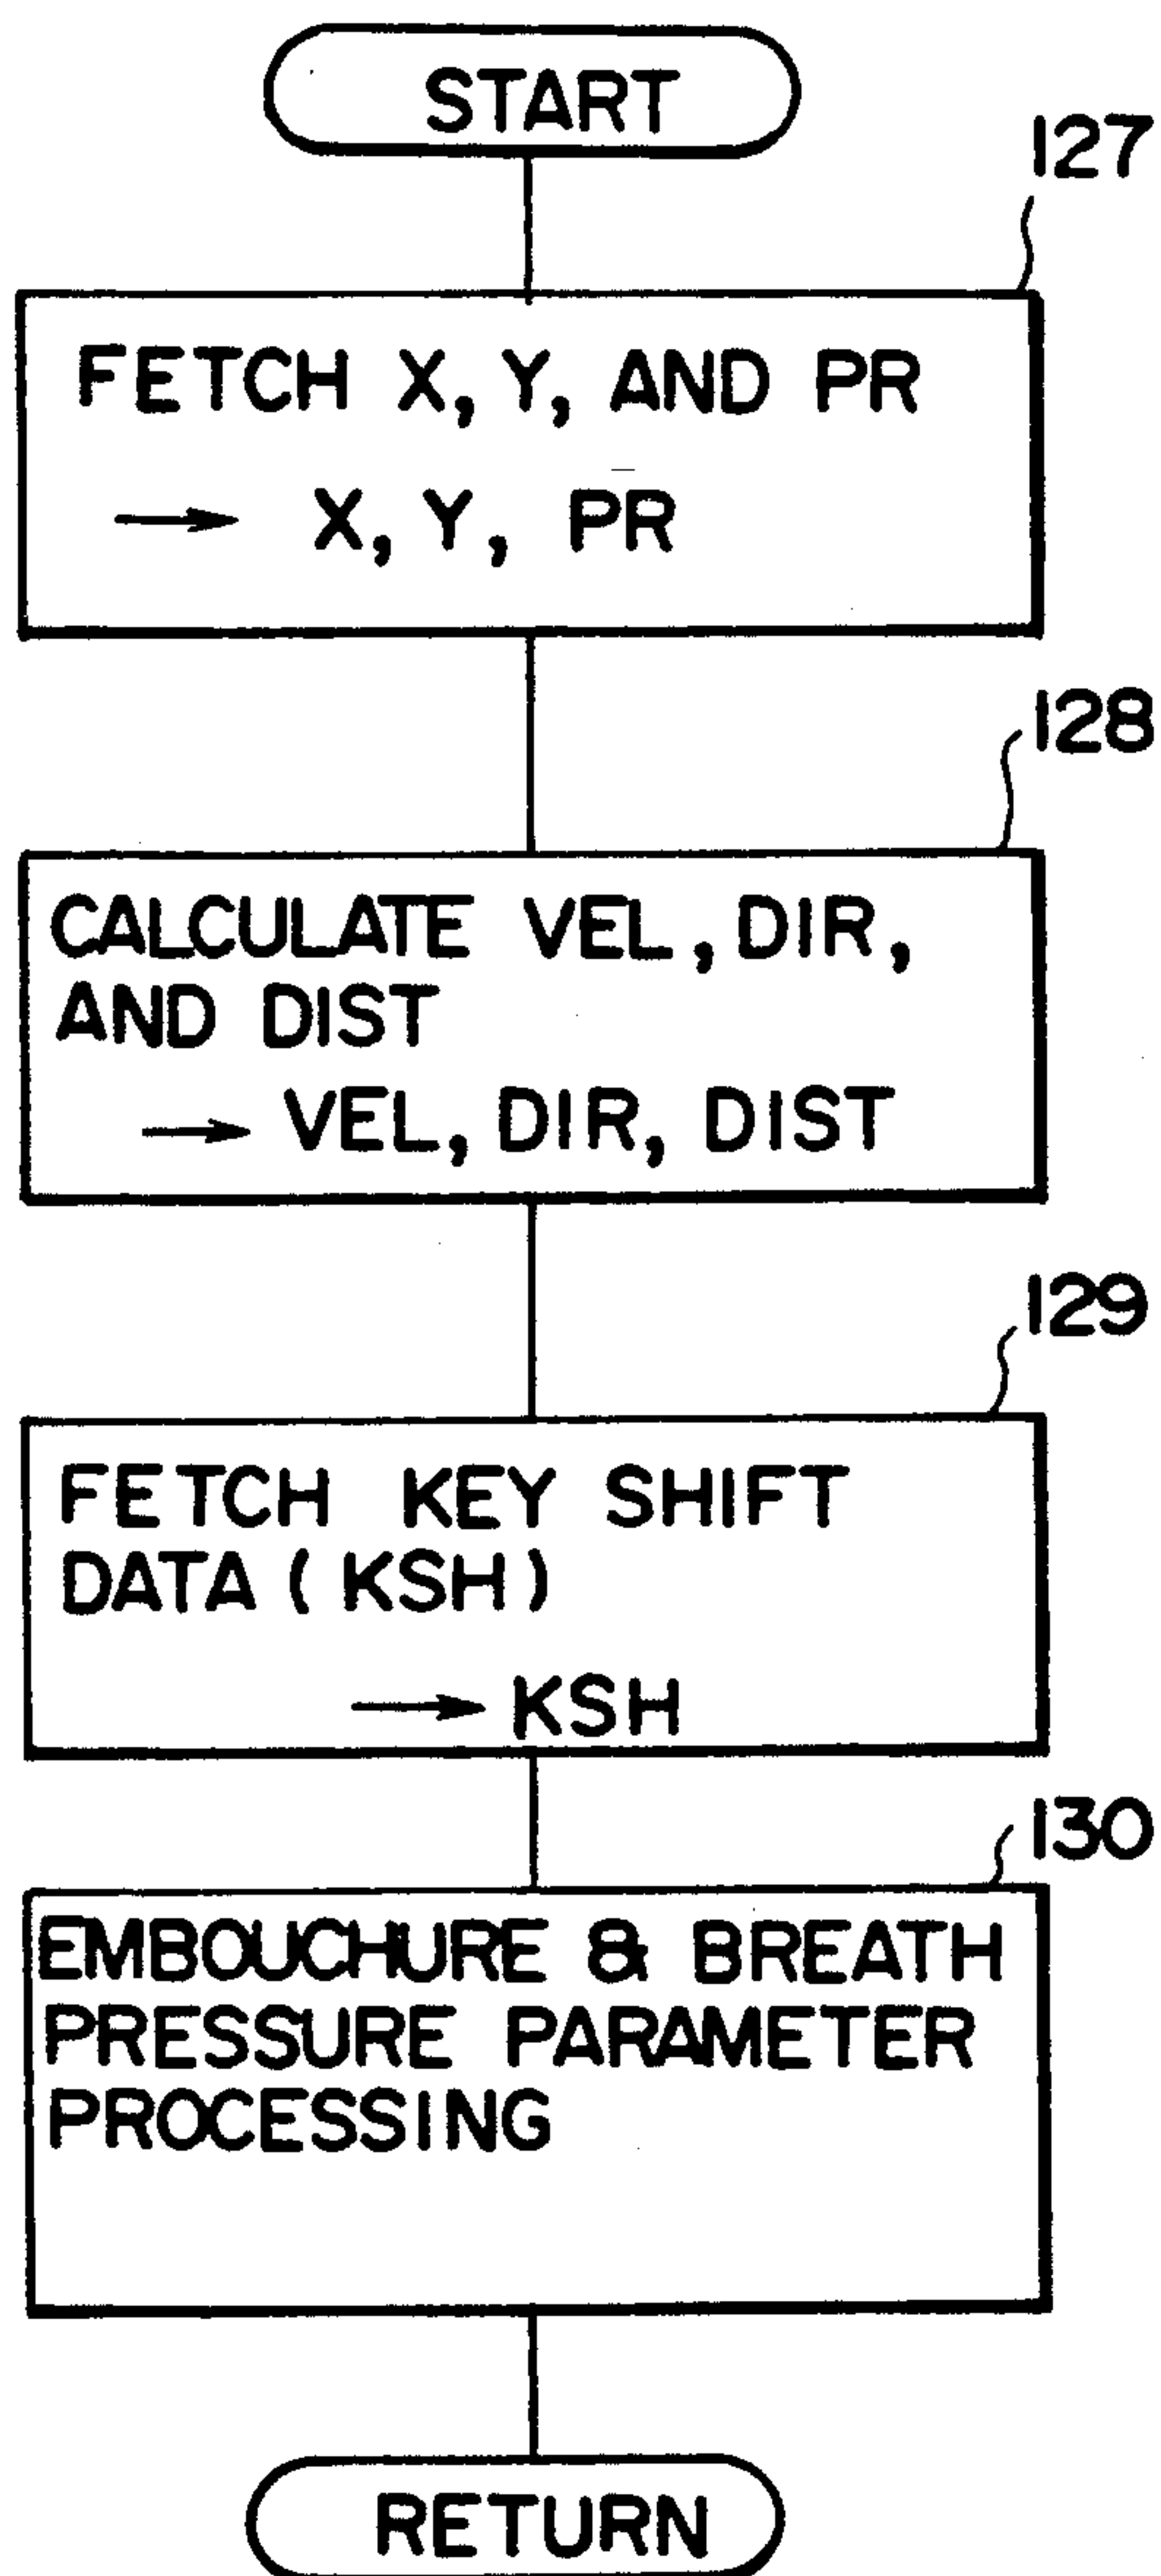 START
127
FETCH X, Y, AND PR
→ X, Y, PR
128
CALCULATE VEL, DIR,
AND DIST
→ VEL, DIR, DIST
129
FETCH KEY SHIFT
DATA (KSH)
→ KSH
130
EMBOUCHURE & BREATH
PRESSURE PARAMETER
PROCESSING
RETURN